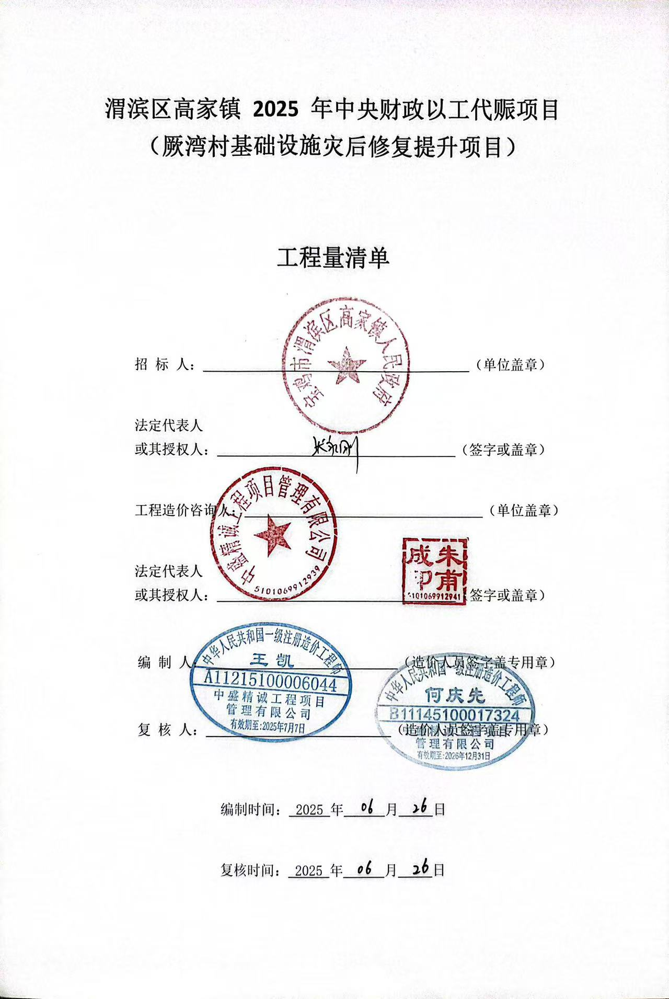 渭滨区高家镇 2025 年中央财政以工代赈项目
（厥湾村基础设施灾后修复提升项目）
工程量清单
宝鸡市渭滨区高家镇人民政府
招 标 人： （单位盖章）
法定代表人
或其授权人： （签字或盖章）
中盛精诚工程项目管理有限公司
工程造价咨询人： （单位盖章）
5101069912939
朱甫成印
5101069912941
法定代表人
或其授权人： （签字或盖章）
中华人民共和国一级注册造价工程师
王凯
A11215100006044
中盛精诚工程项目
管理有限公司
有效期至:2025年7月7日
编 制 人： （造价人员签字盖专用章）
中华人民共和国一级注册造价工程师
何庆先
B11145100017324
中盛精诚工程项目
管理有限公司
有效期至:2026年12月31日
复 核 人： （造价人员签字盖专用章）
编制时间： 2025 年 06 月 26 日
复核时间： 2025 年 06 月 26 日